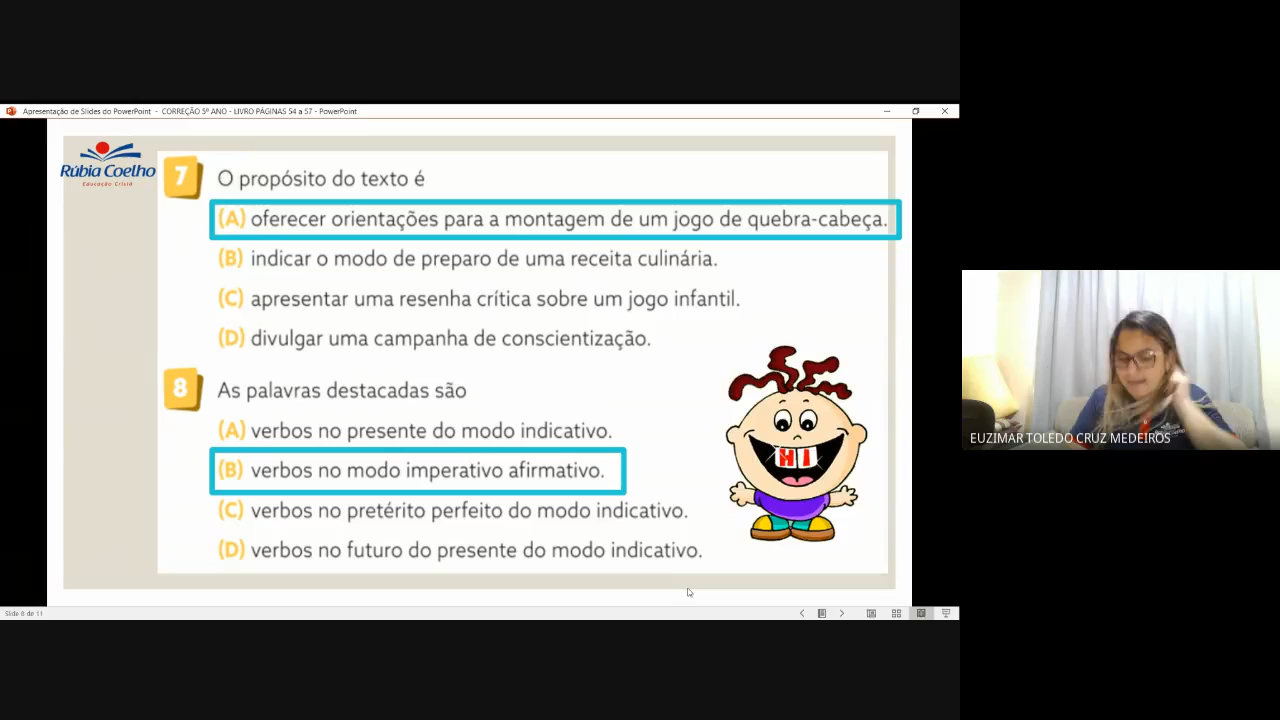 Apresentação de Slides do PowerPoint - CORREÇÃO 5º ANO - LIVRO PÁGINAS 54 a 57 - PowerPoint
Rúbia Coelho
Educação Cristã
7 O propósito do texto é
(A) oferecer orientações para a montagem de um jogo de quebra-cabeça.
(B) indicar o modo de preparo de uma receita culinária.
(C) apresentar uma resenha crítica sobre um jogo infantil.
(D) divulgar uma campanha de conscientização.
8 As palavras destacadas são
(A) verbos no presente do modo indicativo.
(B) verbos no modo imperativo afirmativo.
(C) verbos no pretérito perfeito do modo indicativo.
(D) verbos no futuro do presente do modo indicativo.
HI
EUZIMAR TOLEDO CRUZ MEDEIROS
Slide 8 de 11